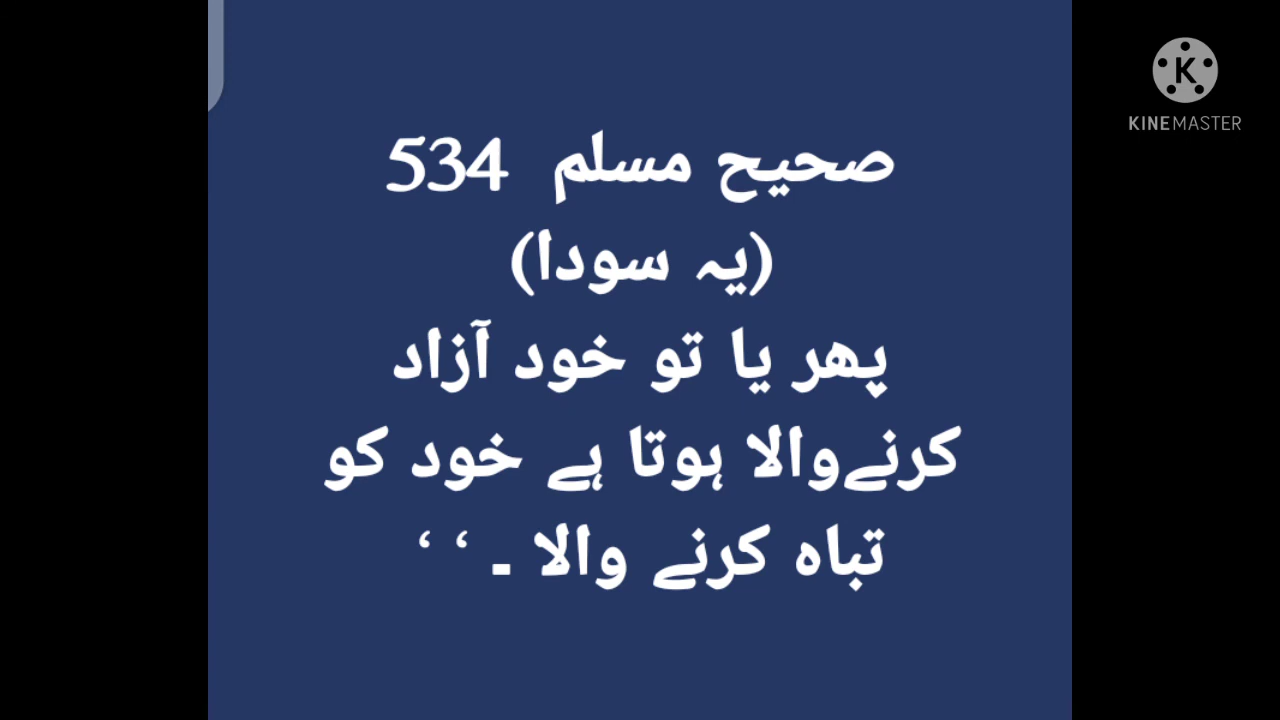 صحیح مسلم 534
(یہ سودا)
پھر یا تو خود آزاد
کرنےوالا ہوتا ہے خود کو
تباہ کرنے والا ۔ ‘ ‘
KINEMASTER